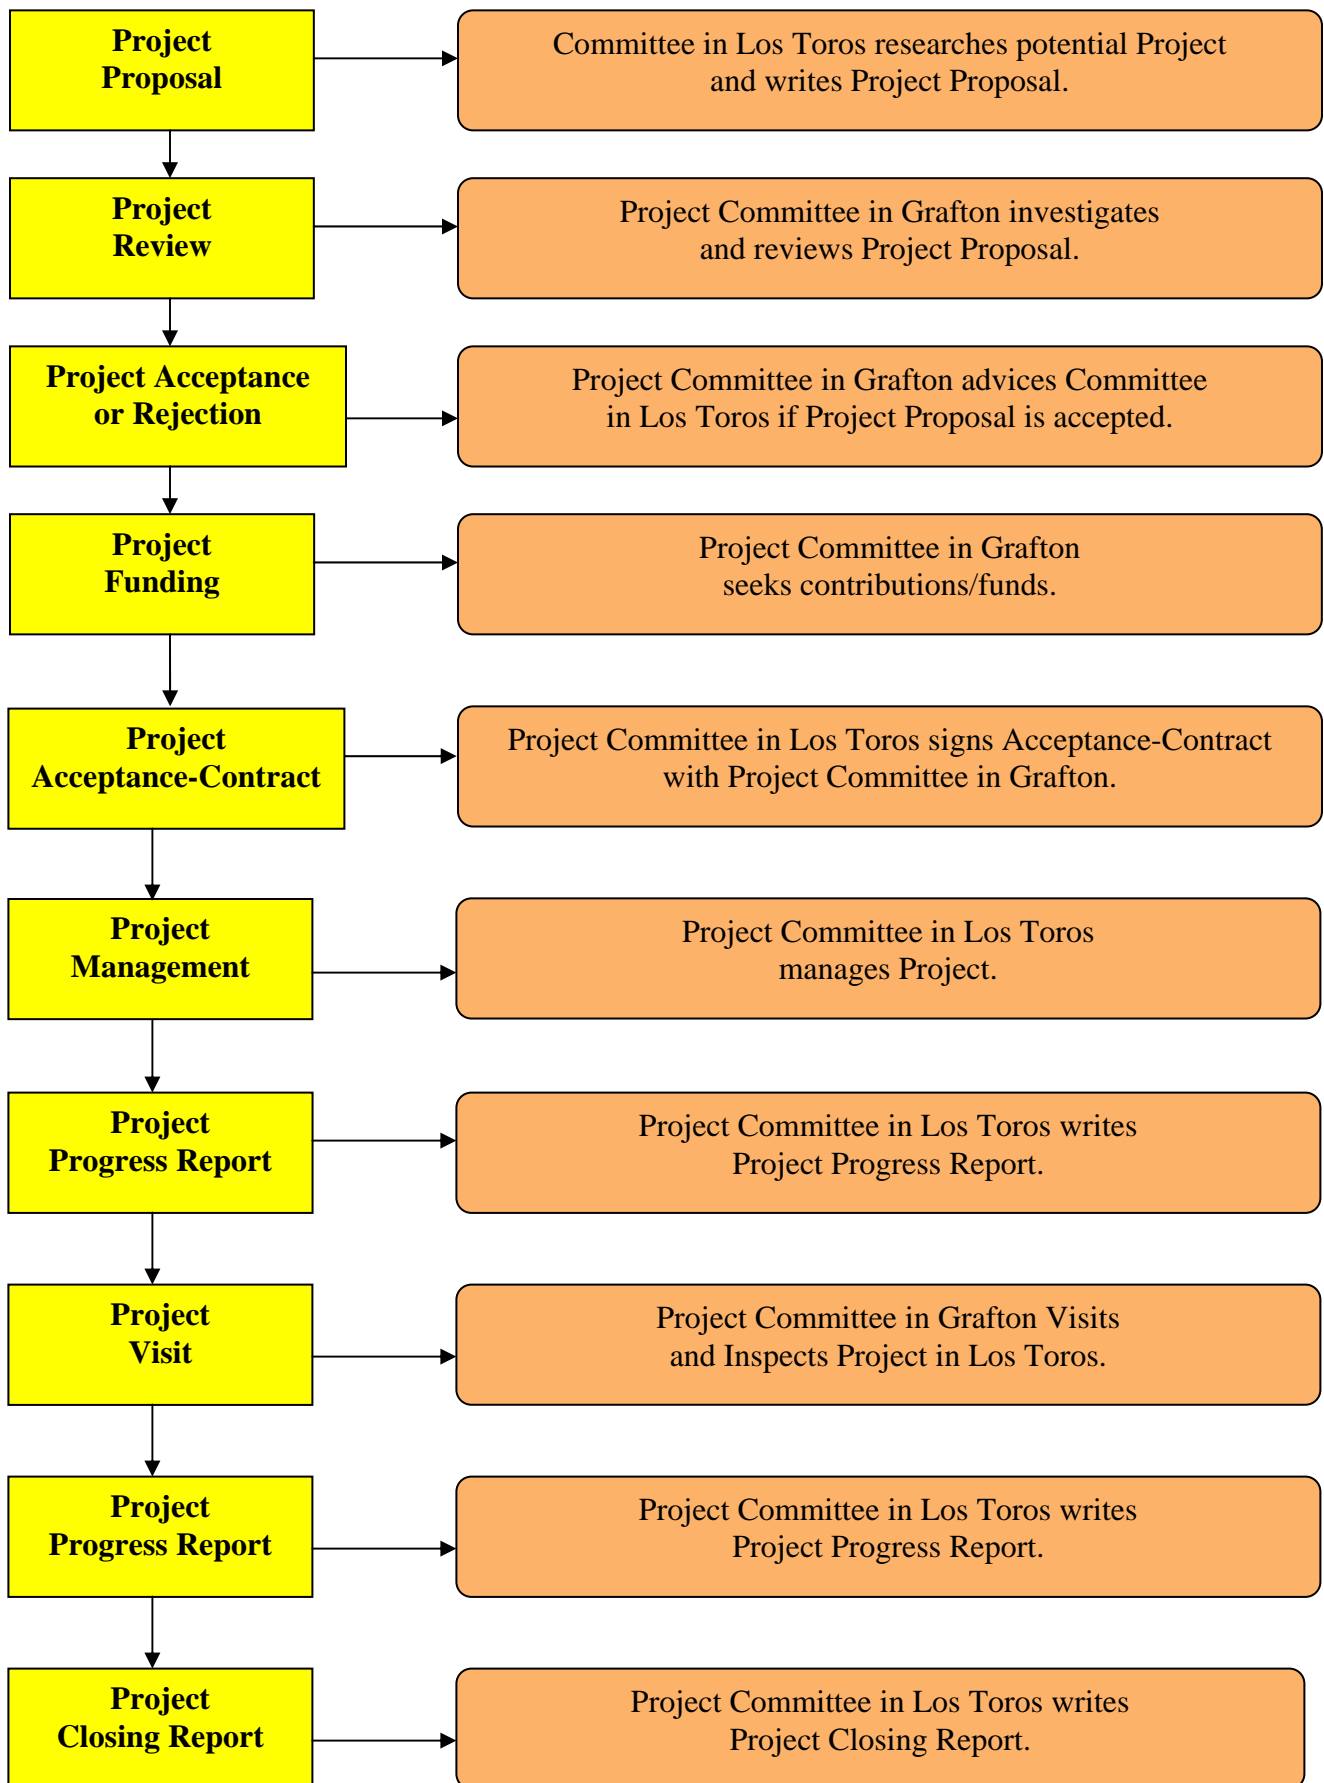 Project
Proposal
Committee in Los Toros researches potential Project
and writes Project Proposal.
Project
Review
Project Committee in Grafton investigates
and reviews Project Proposal.
Project Acceptance
or Rejection
Project Committee in Grafton advices Committee
in Los Toros if Project Proposal is accepted.
Project
Funding
Project Committee in Grafton
seeks contributions/funds.
Project
Acceptance-Contract
Project Committee in Los Toros signs Acceptance-Contract
with Project Committee in Grafton.
Project
Management
Project Committee in Los Toros
manages Project.
Project
Progress Report
Project Committee in Los Toros writes
Project Progress Report.
Project
Visit
Project Committee in Grafton Visits
and Inspects Project in Los Toros.
Project
Progress Report
Project Committee in Los Toros writes
Project Progress Report.
Project
Closing Report
Project Committee in Los Toros writes
Project Closing Report.